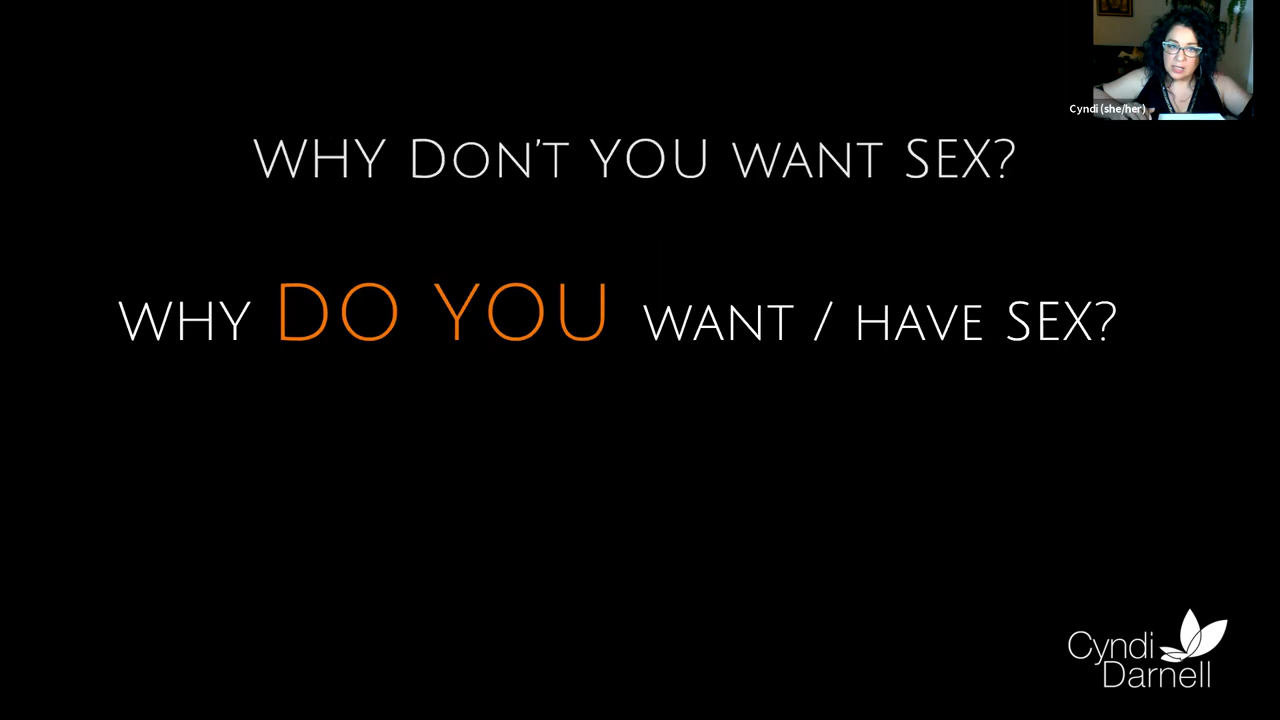 Cyndi (she/her)
WHY DON'T YOU WANT SEX?
WHY DO YOU WANT / HAVE SEX?
Cyndi
Darnell